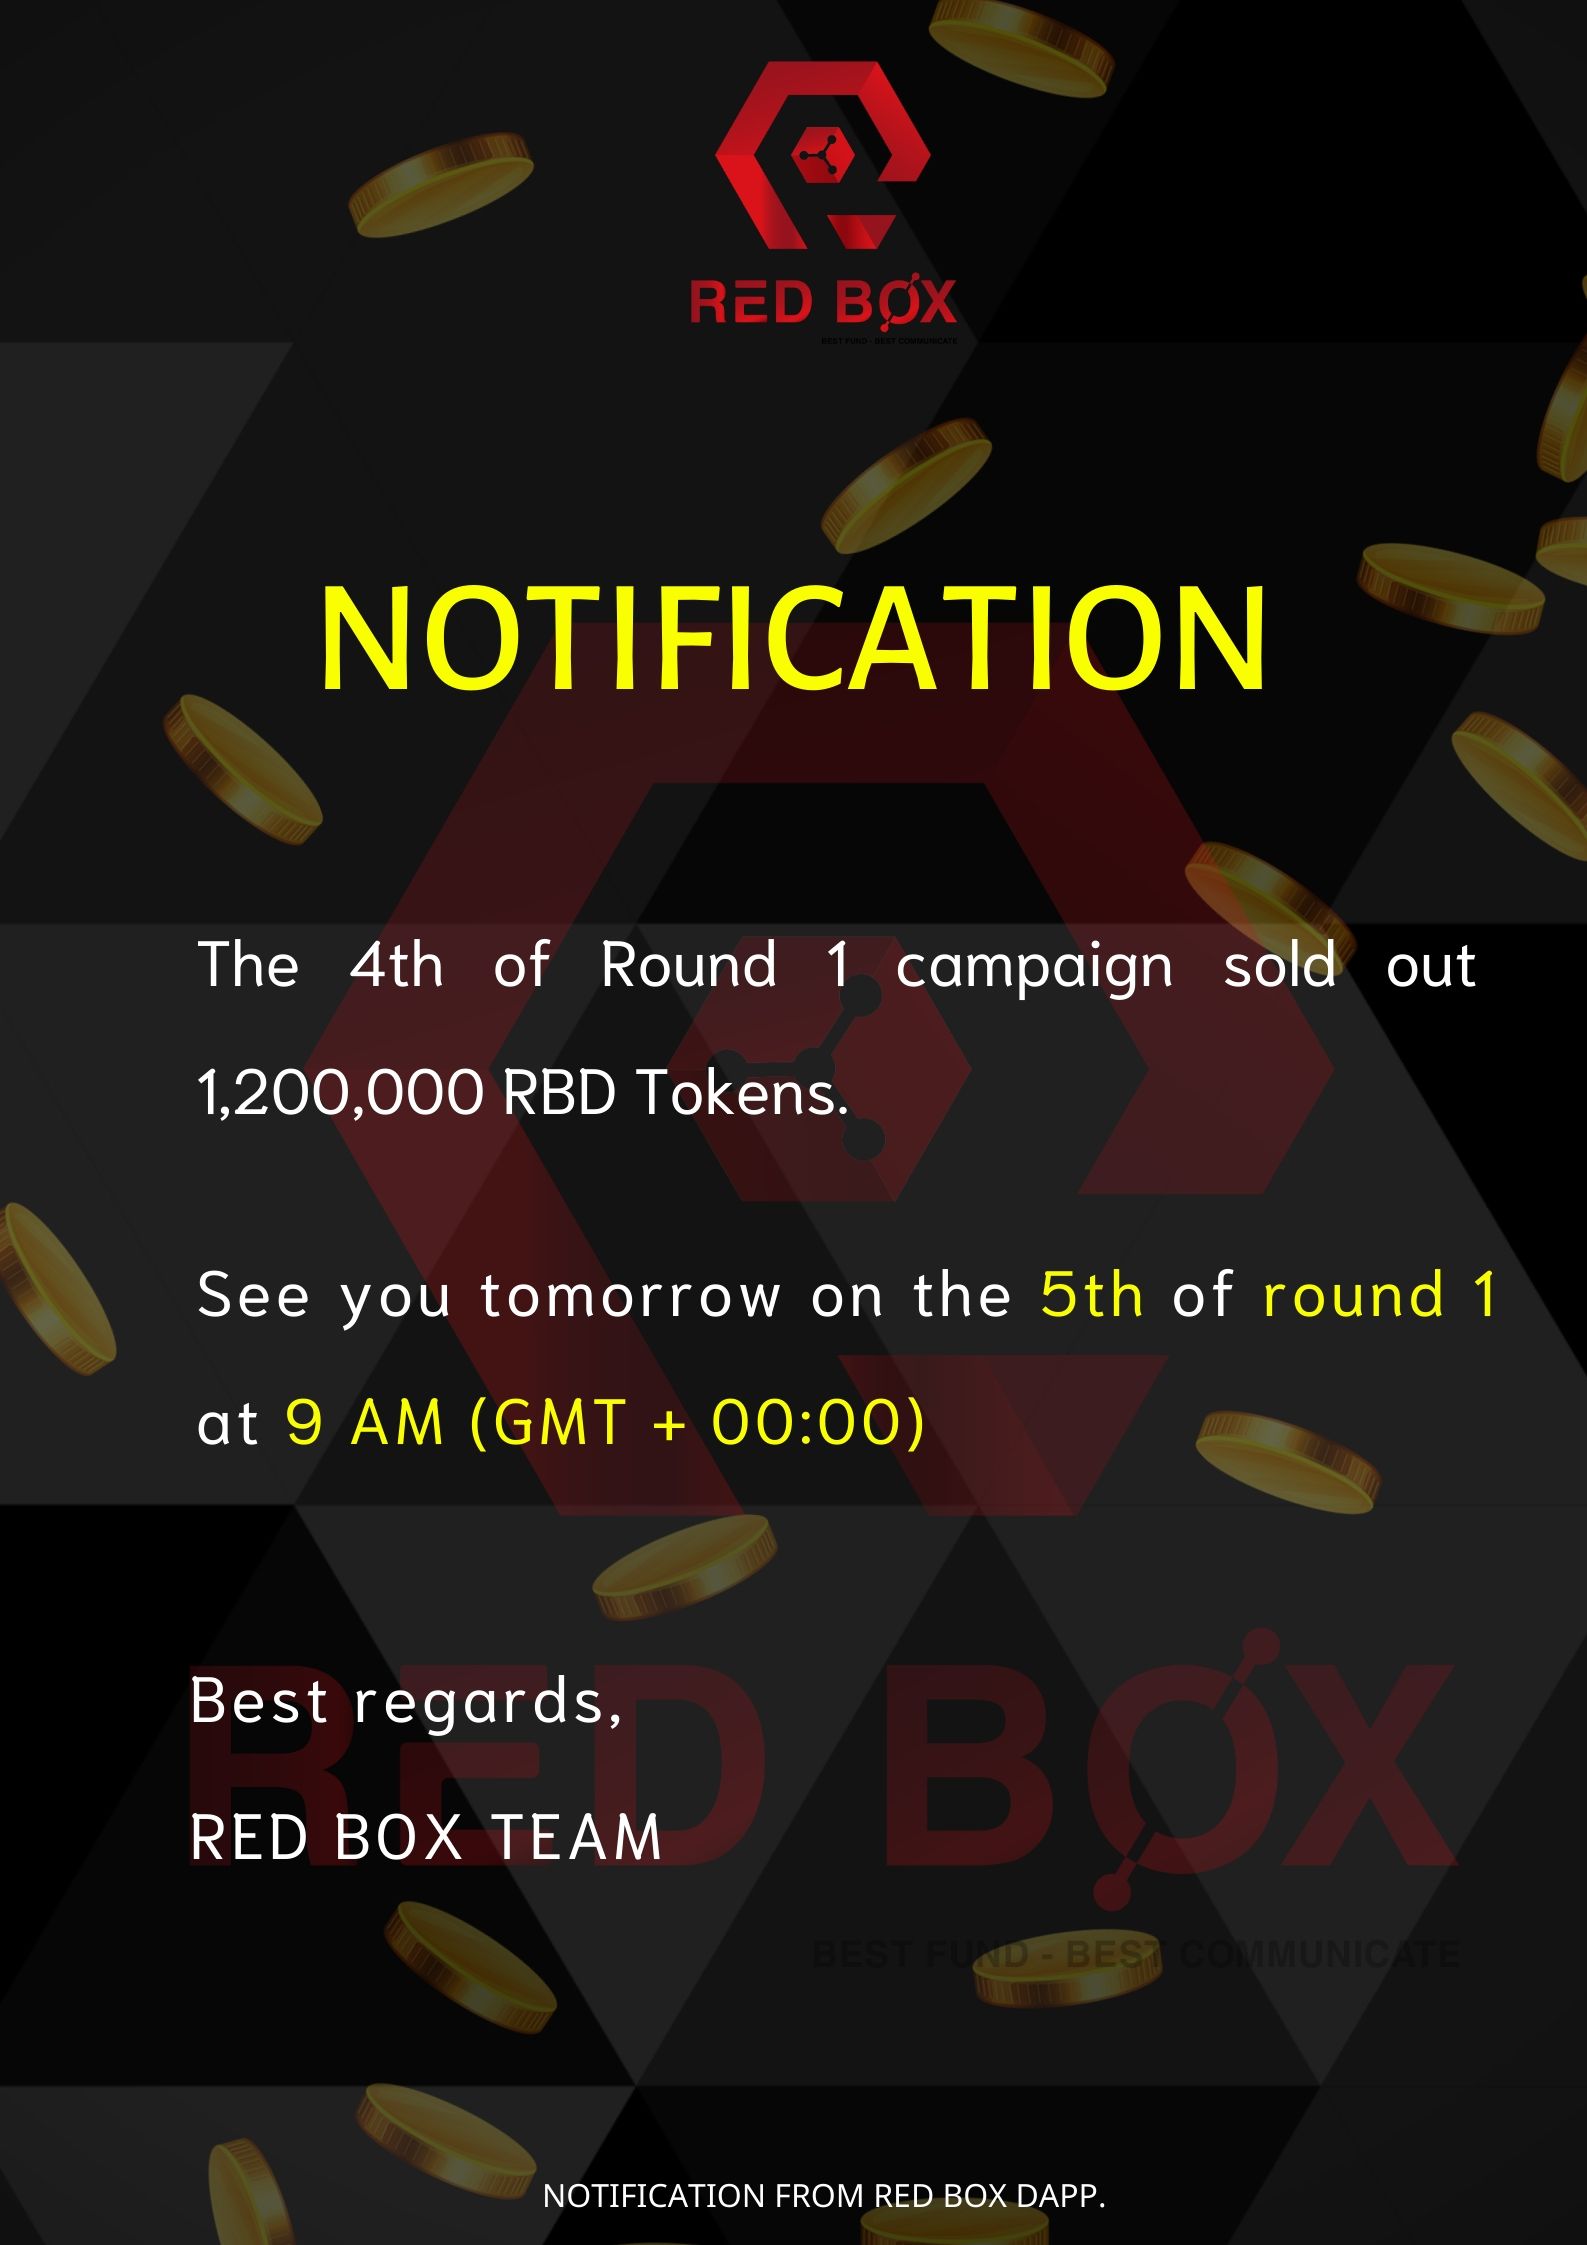 RED BOX
BEST FUND - BEST COMMUNICATE
NOTIFICATION
The 4th of Round 1 campaign sold out
1,200,000 RBD Tokens.
See you tomorrow on the 5th of round 1
at 9 AM (GMT + 00:00)
Best regards,
RED BOX TEAM
RED BOX
BEST FUND - BEST COMMUNICATE
NOTIFICATION FROM RED BOX DAPP.